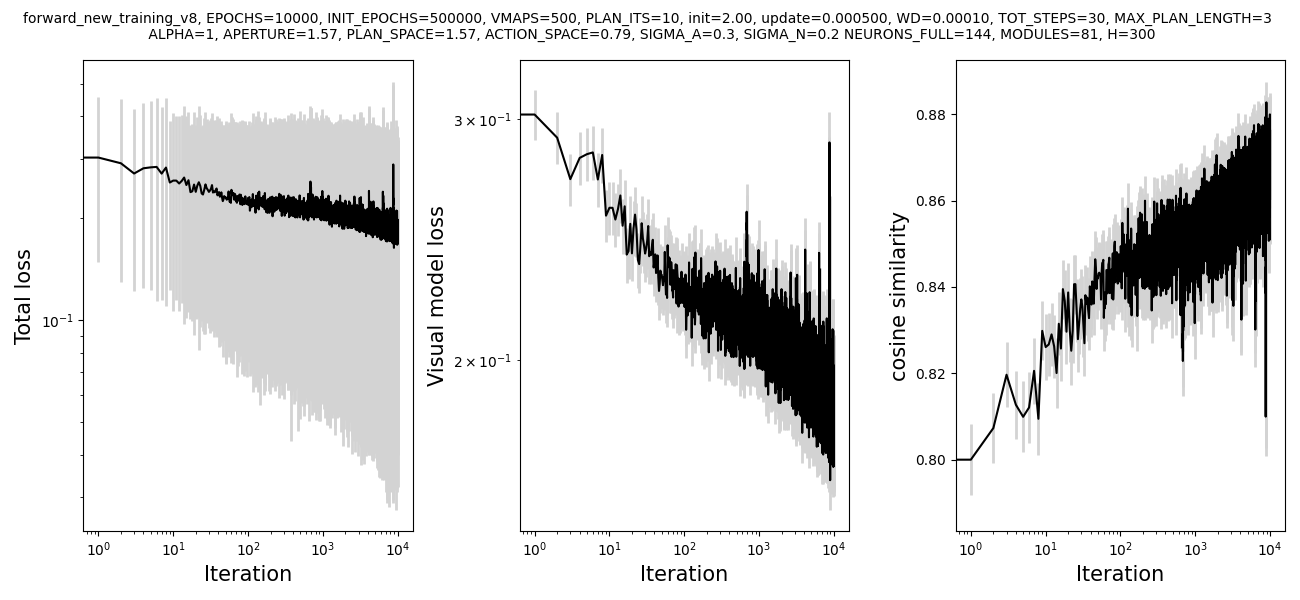 forward_new_training_v8, EPOCHS=10000, INIT_EPOCHS=500000, VMAPS=500, PLAN_ITS=10, init=2.00, update=0.000500, WD=0.00010, TOT_STEPS=30, MAX_PLAN_LENGTH=3
ALPHA=1, APERTURE=1.57, PLAN_SPACE=1.57, ACTION_SPACE=0.79, SIGMA_A=0.3, SIGMA_N=0.2 NEURONS_FULL=144, MODULES=81, H=300
Total loss
10⁻¹
10⁰ 10¹ 10² 10³ 10⁴
Iteration
Visual model loss
3 × 10⁻¹
2 × 10⁻¹
10⁰ 10¹ 10² 10³ 10⁴
Iteration
cosine similarity
0.88
0.86
0.84
0.82
0.80
10⁰ 10¹ 10² 10³ 10⁴
Iteration